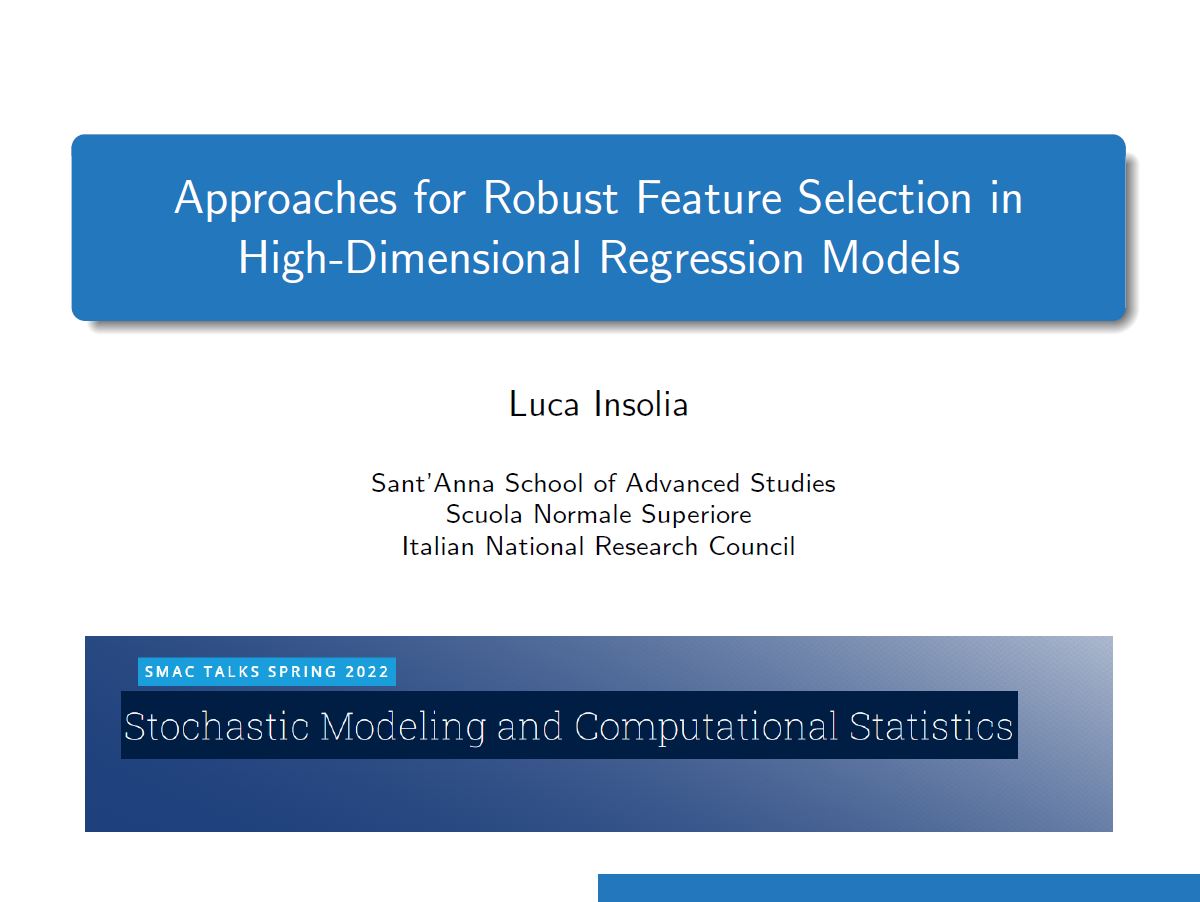 Approaches for Robust Feature Selection in
High-Dimensional Regression Models
Luca Insolia
Sant'Anna School of Advanced Studies
Scuola Normale Superiore
Italian National Research Council
SMAC TALKS SPRING 2022
Stochastic Modeling and Computational Statistics